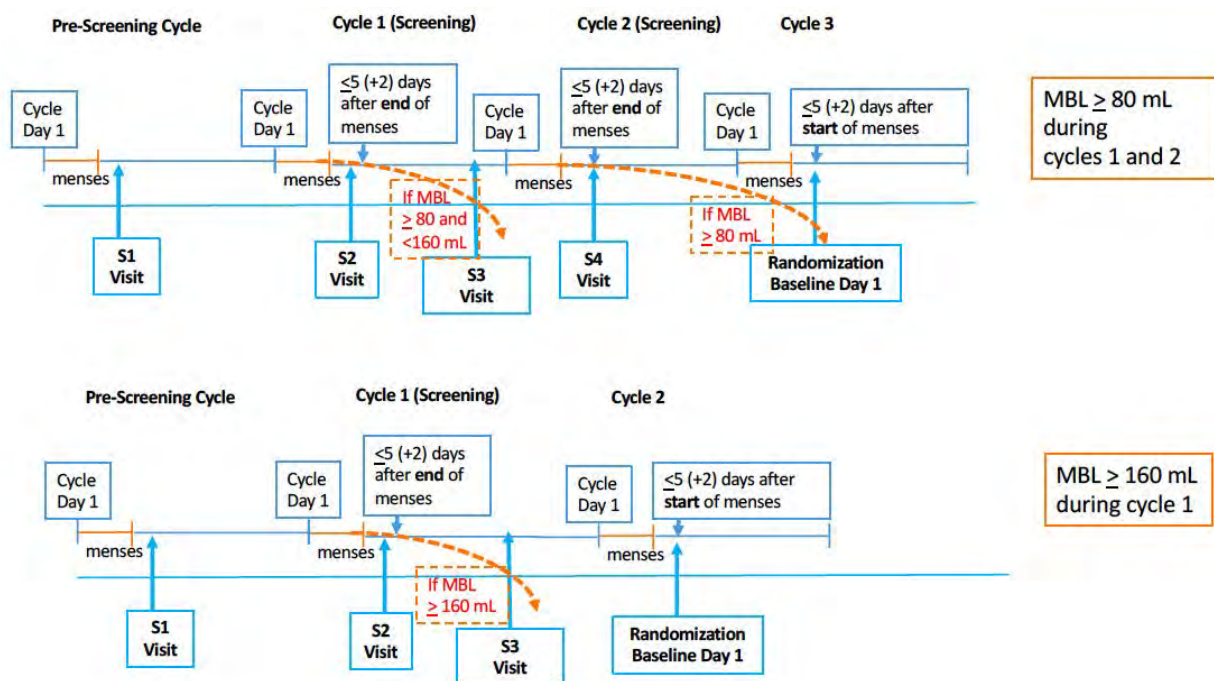 Pre-Screening Cycle
Cycle 1 (Screening)
Cycle 2 (Screening)
Cycle 3
Cycle
Day 1
Cycle
Day 1
≤5 (+2) days
after end of
menses
Cycle
Day 1
≤5 (+2) days
after end of
menses
Cycle
Day 1
≤5 (+2) days after
start of menses
MBL ≥ 80 mL
during
cycles 1 and 2
menses
menses
menses
menses
If MBL
≥ 80 and
<160 mL
If MBL
≥ 80 mL
S1
Visit
S2
Visit
S3
Visit
S4
Visit
Randomization
Baseline Day 1
Pre-Screening Cycle
Cycle 1 (Screening)
Cycle 2
Cycle
Day 1
Cycle
Day 1
≤5 (+2) days
after end of
menses
Cycle
Day 1
≤5 (+2) days after
start of menses
MBL ≥ 160 mL
during cycle 1
menses
menses
menses
If MBL
≥ 160 mL
S1
Visit
S2
Visit
S3
Visit
Randomization
Baseline Day 1